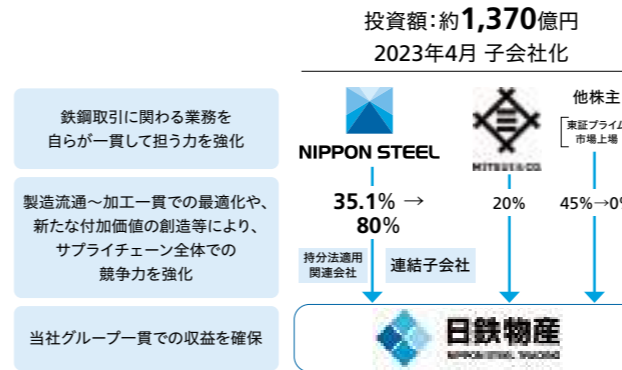 投資額：約1,370億円
2023年4月 子会社化
鉄鋼取引に関わる業務を
自らが一貫して担う力を強化
製造流通～加工一貫での最適化や、
新たな付加価値の創造等により、
サプライチェーン全体での
競争力を強化
当社グループ一貫での収益を確保
NIPPON STEEL
MITSUI & CO.
他株主
東証プライム
市場上場
35.1% →
80%
20%
45%→0%
持分法適用
関連会社
連結子会社
日鉄物産
NIPPON STEEL TRADING